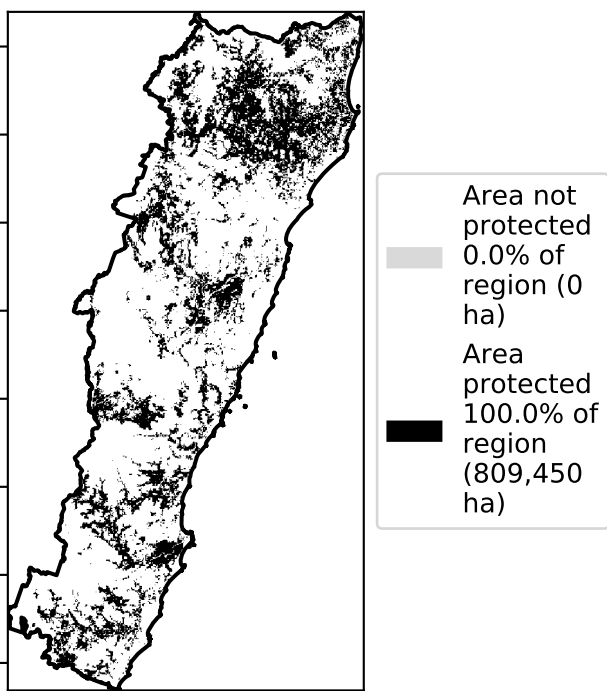 Area not
protected
0.0% of
region (0
ha)
Area
protected
100.0% of
region
(809,450
ha)